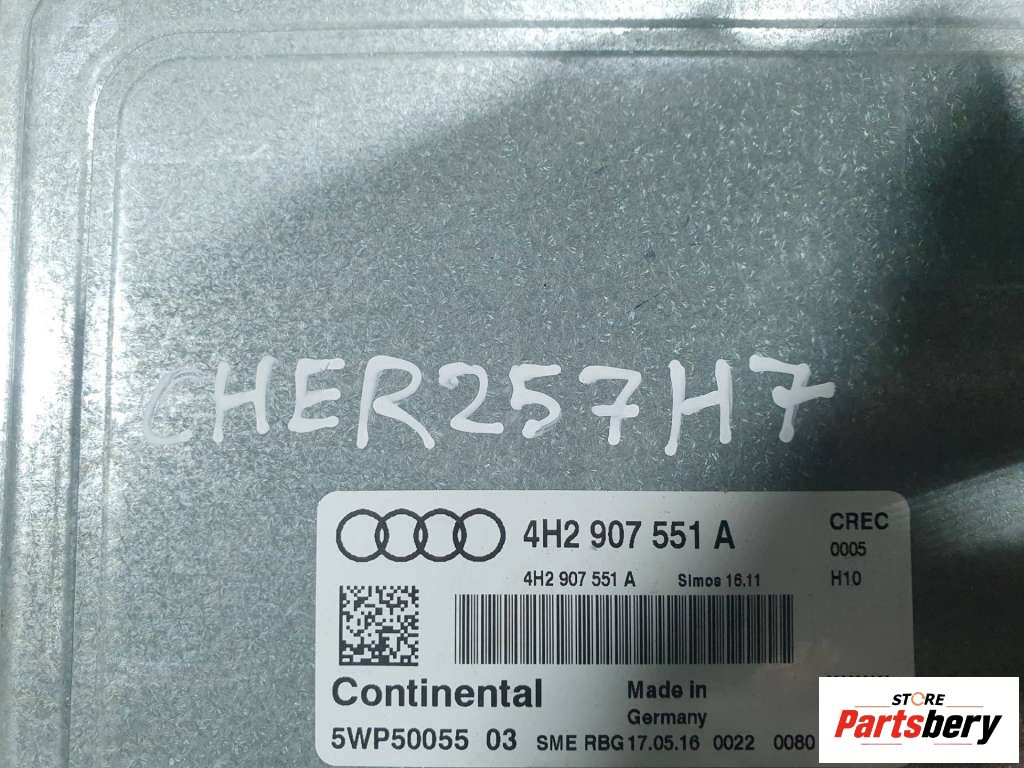 CHER257H7
4H2 907 551 A
CREC
0005
4H2 907 551 A Simos 16.11
H10
Continental
Made in
Germany
5WP50055 03 SME RBG 17.05.16 0022 0080
STORE
Partsbery